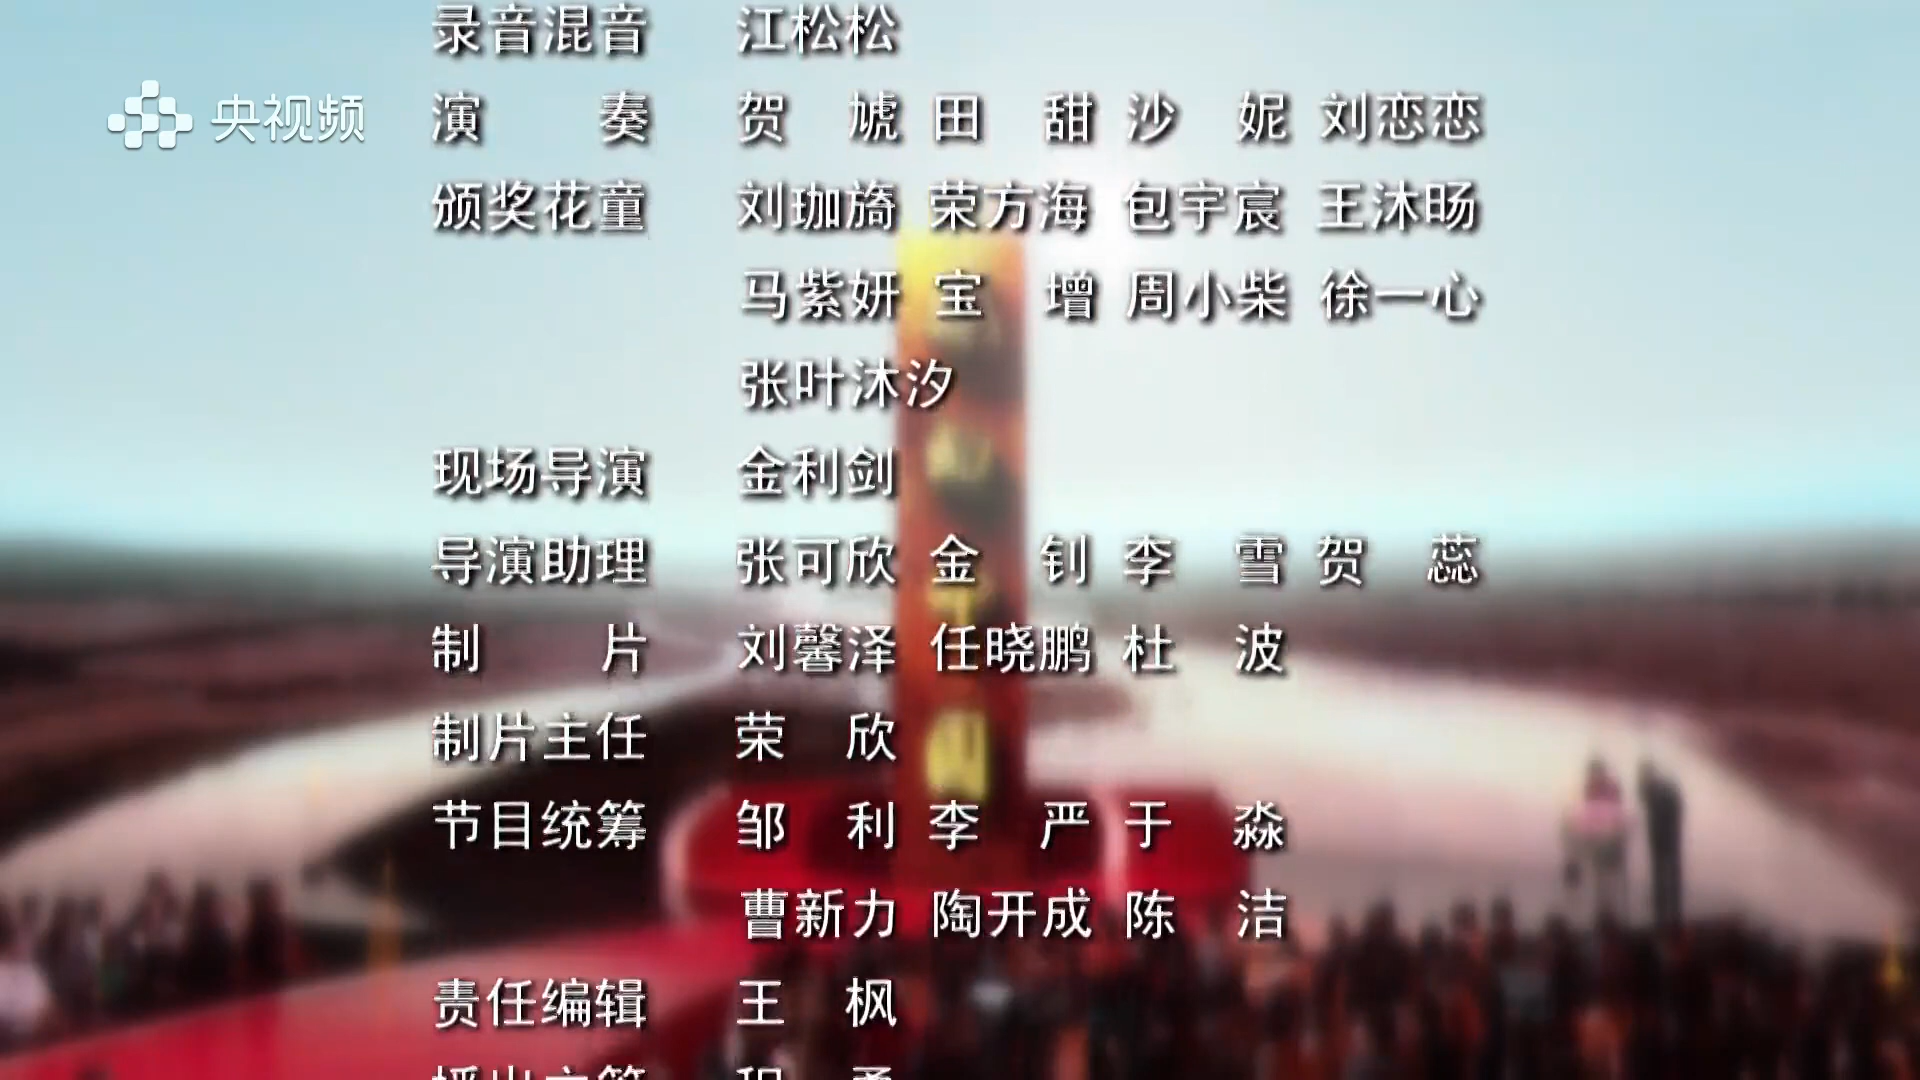 录音混音 江松松
央视频
演奏 贺虓 田甜 沙妮 刘恋恋
颁奖花童 刘珈旖 荣方海 包宇宸 王沐旸
马紫妍 宝增 周小柴 徐一心
张叶沐汐
现场导演 金利剑
导演助理 张可欣 金钊 李雪 贺蕊
制片 刘馨泽 任晓鹏 杜波
制片主任 荣欣
节目统筹 邹利 李严 于淼
曹新力 陶开成 陈洁
责任编辑 王枫